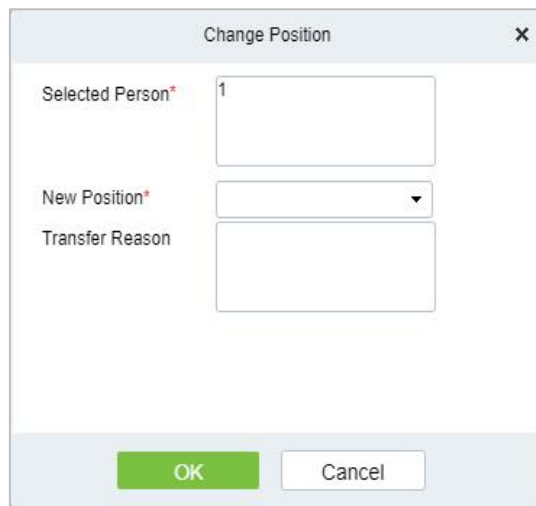 Change Position
Selected Person*
1
New Position*
Transfer Reason
OK
Cancel